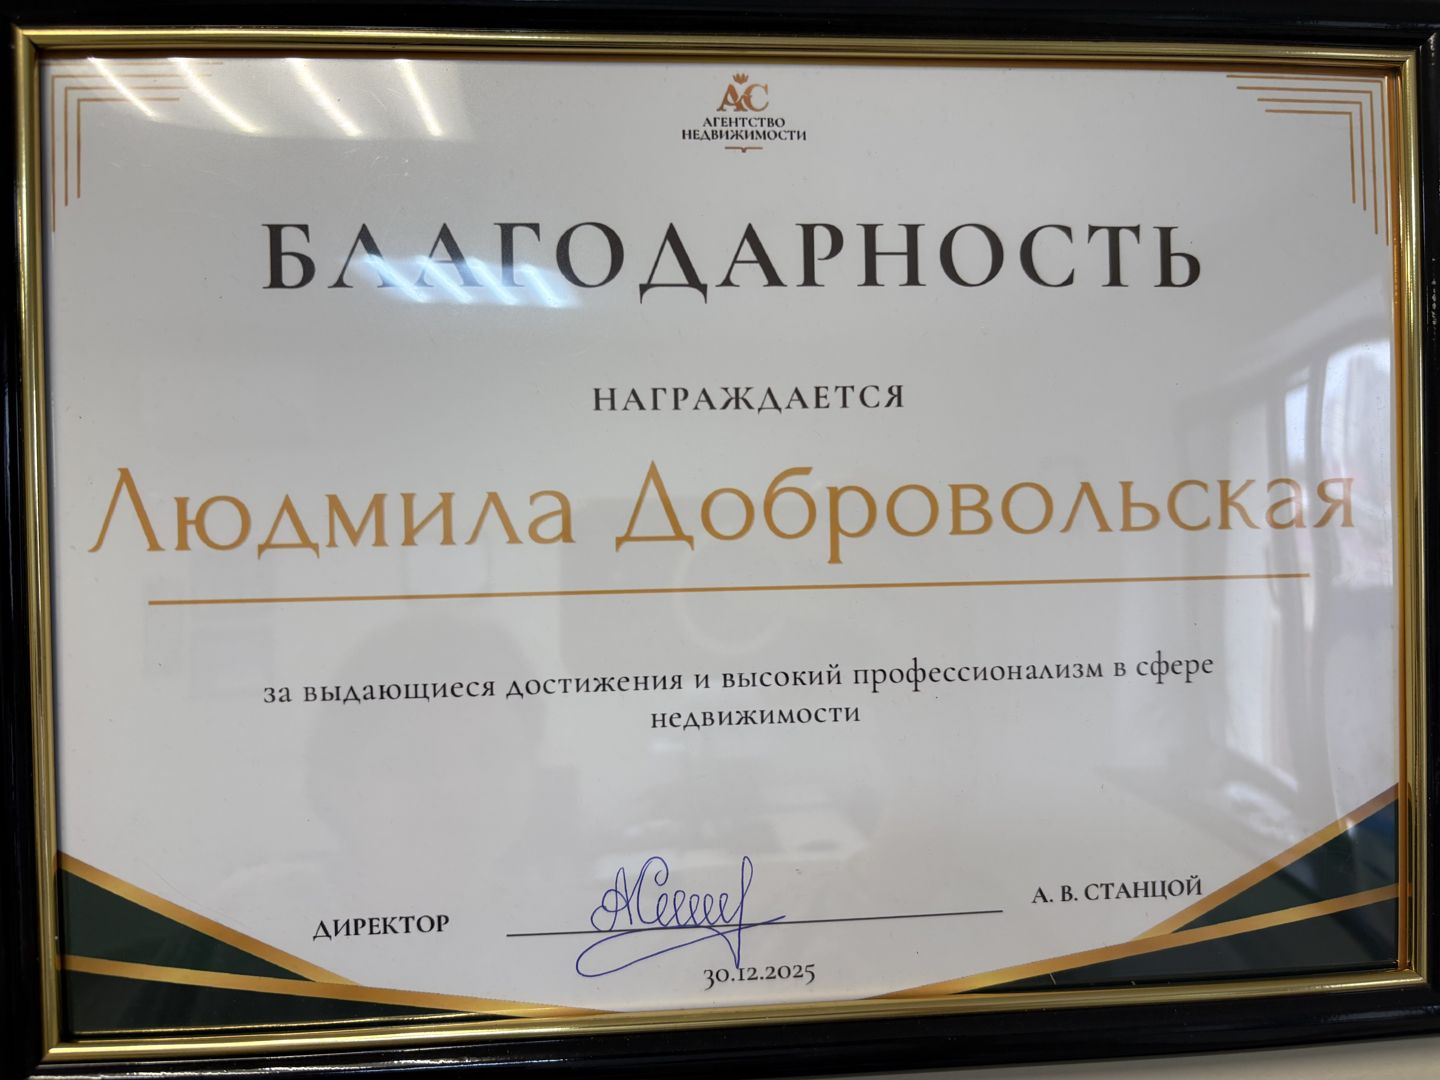 АС
АГЕНТСТВО
НЕДВИЖИМОСТИ
БЛАГОДАРНОСТЬ
НАГРАЖДАЕТСЯ
Людмила Добровольская
за выдающиеся достижения и высокий профессионализм в сфере
недвижимости
ДИРЕКТОР
А. В. СТАНЦОЙ
30.12.2025